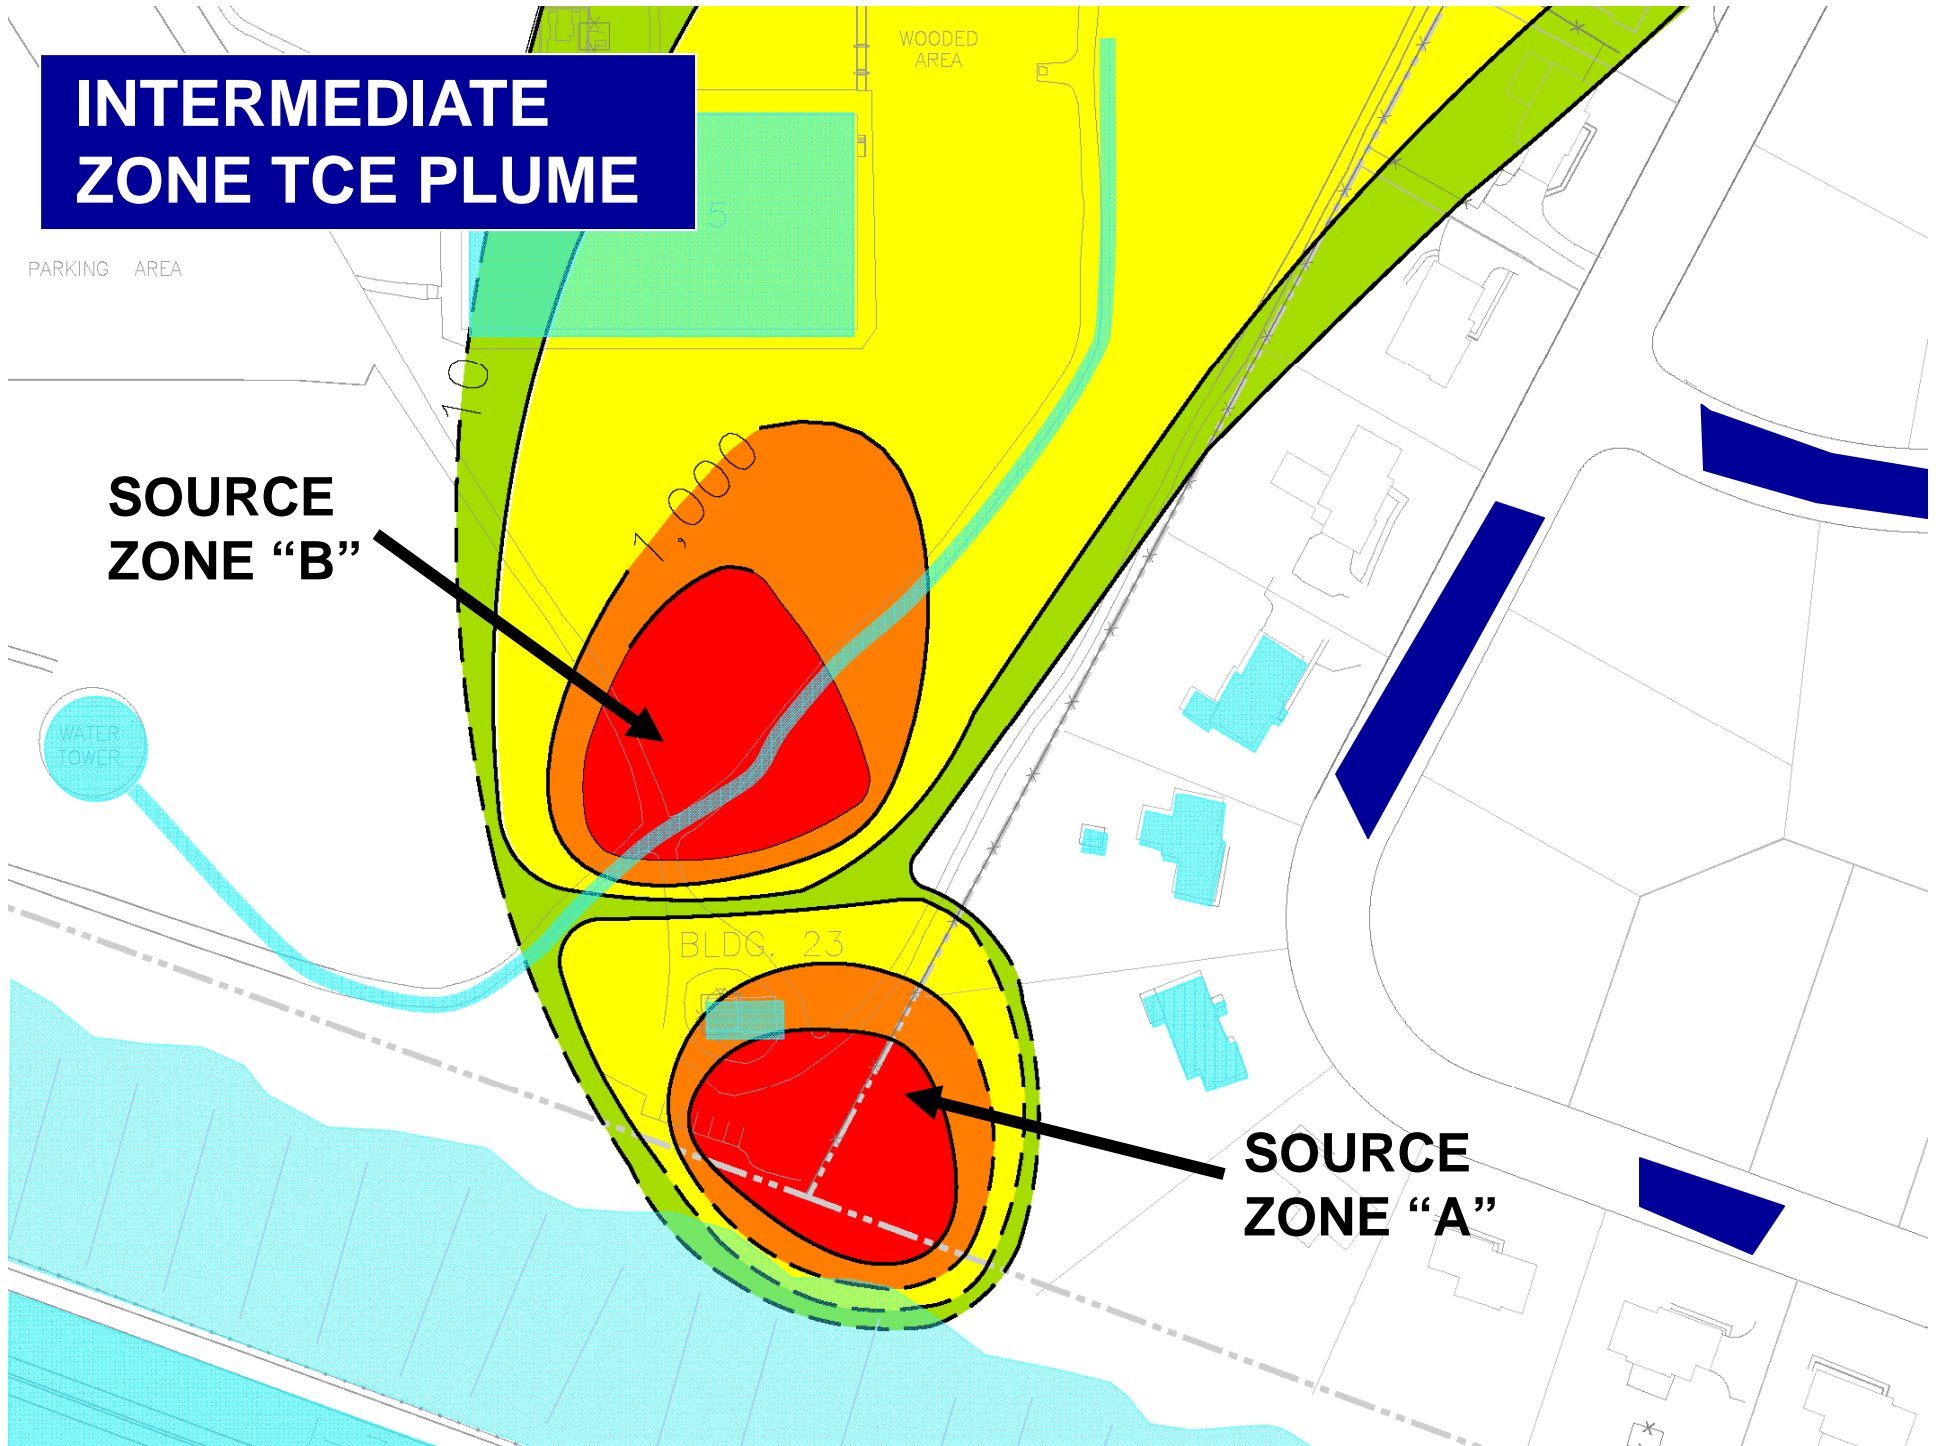 WOODED
AREA
INTERMEDIATE
ZONE TCE PLUME
5
PARKING AREA
10
1,000
SOURCE
ZONE “B”
WATER
TOWER
BLDG. 23
SOURCE
ZONE “A”